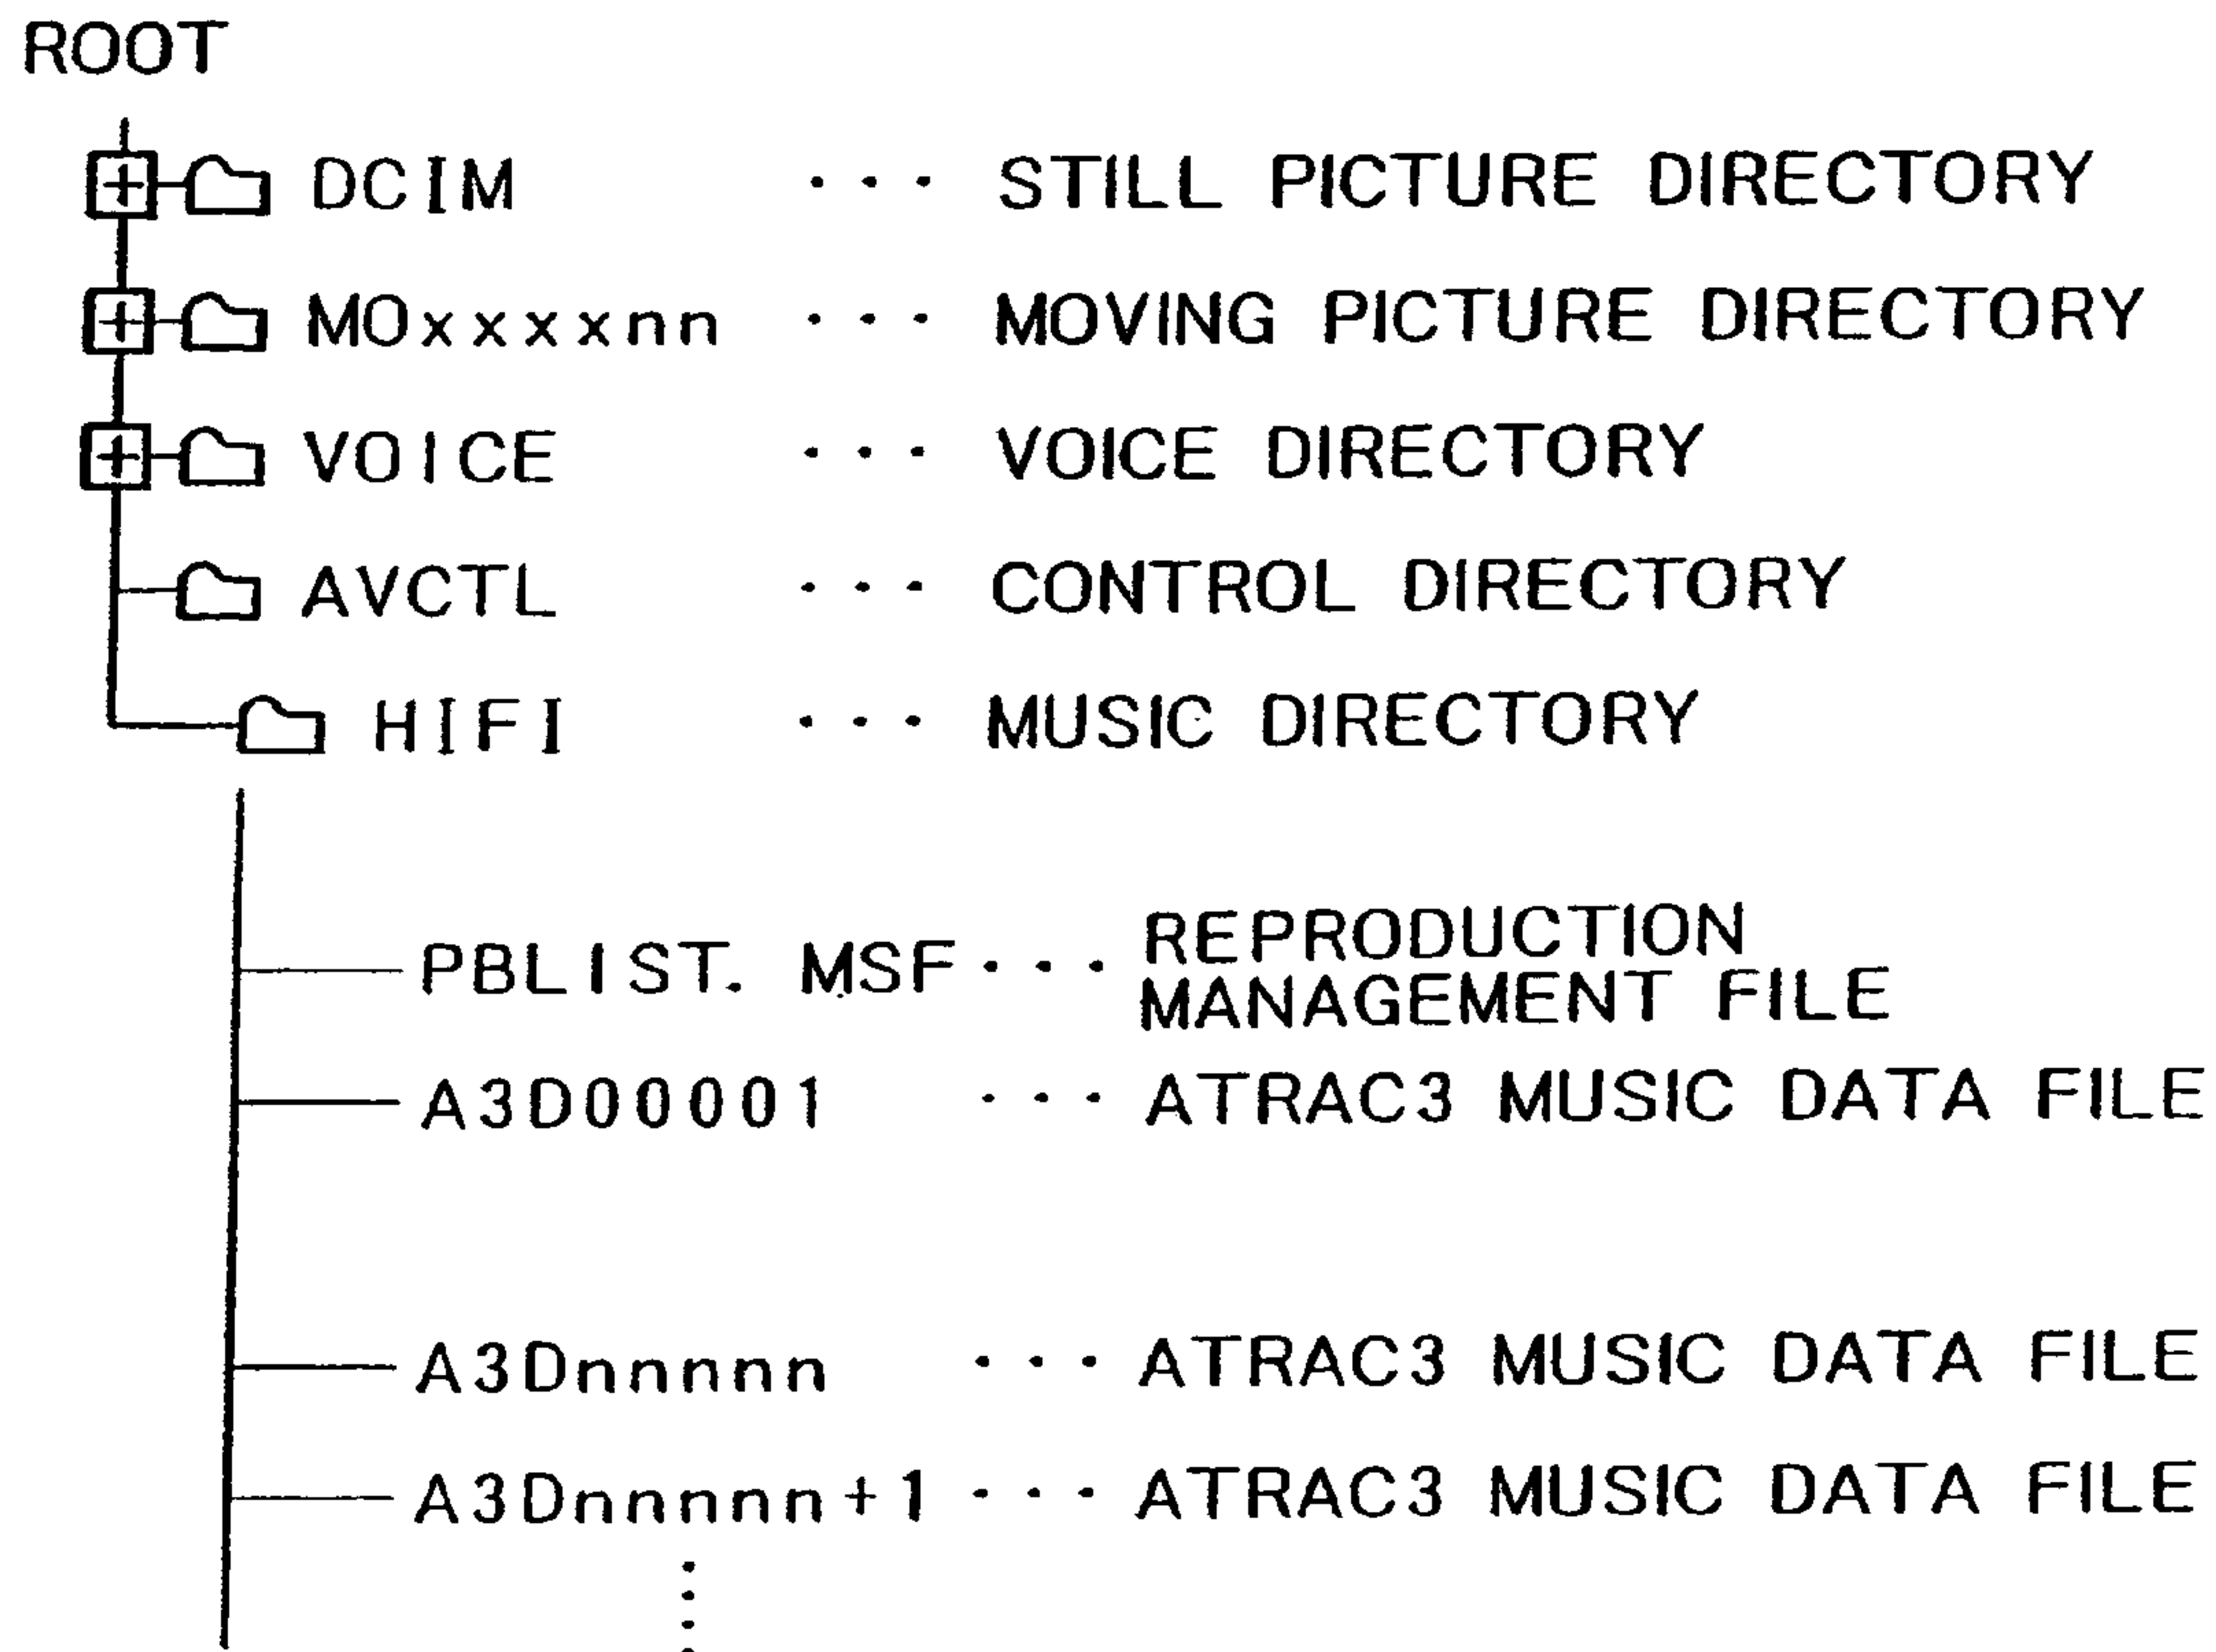 ROOT
DCIM ... STILL PICTURE DIRECTORY
MOxxxxnn ... MOVING PICTURE DIRECTORY
VOICE ... VOICE DIRECTORY
AVCTL ... CONTROL DIRECTORY
HIFI ... MUSIC DIRECTORY
PBLIST. MSF ... REPRODUCTION
MANAGEMENT FILE
A3D00001 ... ATRAC3 MUSIC DATA FILE
A3Dnnnnn ... ATRAC3 MUSIC DATA FILE
A3Dnnnnn+1 ... ATRAC3 MUSIC DATA FILE